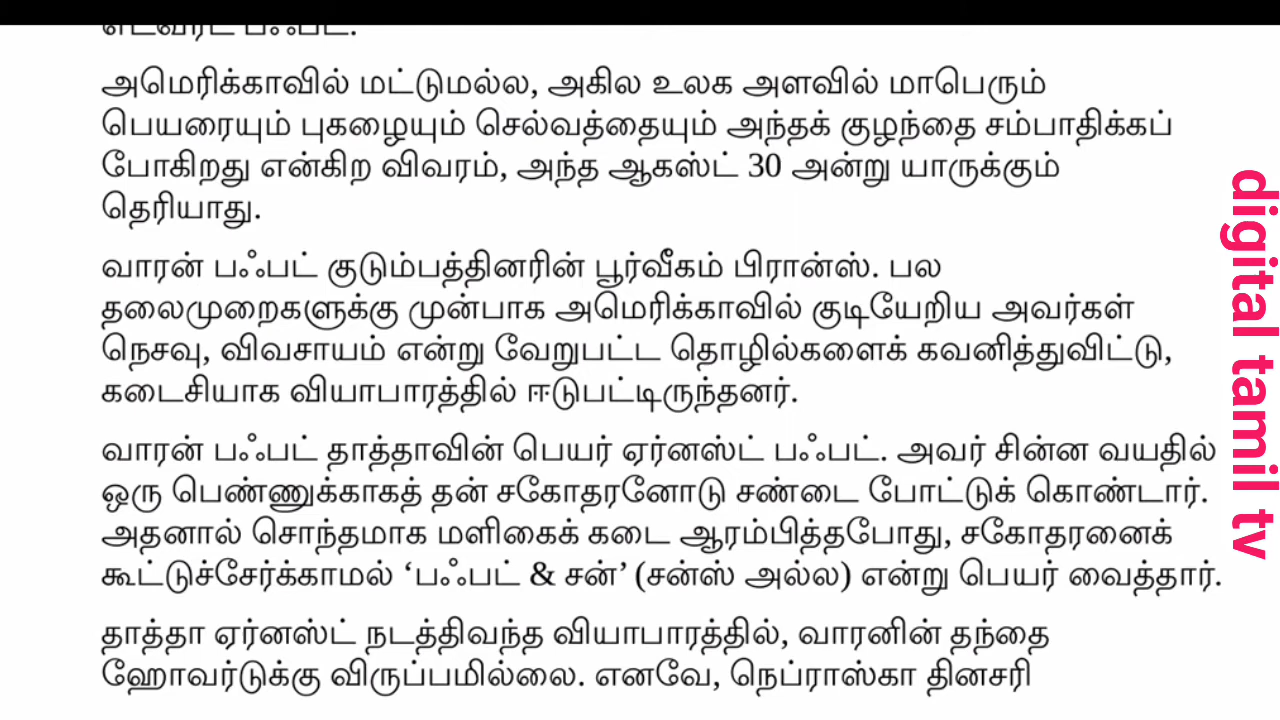 எட்வர்ட் பஃபட்.
அமெரிக்காவில் மட்டுமல்ல, அகில உலக அளவில் மாபெரும்
பெயரையும் புகழையும் செல்வத்தையும் அந்தக் குழந்தை சம்பாதிக்கப்
போகிறது என்கிற விவரம், அந்த ஆகஸ்ட் 30 அன்று யாருக்கும்
தெரியாது.
வாரன் பஃபட் குடும்பத்தினரின் பூர்வீகம் பிரான்ஸ். பல
தலைமுறைகளுக்கு முன்பாக அமெரிக்காவில் குடியேறிய அவர்கள்
நெசவு, விவசாயம் என்று வேறுபட்ட தொழில்களைக் கவனித்துவிட்டு,
கடைசியாக வியாபாரத்தில் ஈடுபட்டிருந்தனர்.
வாரன் பஃபட் தாத்தாவின் பெயர் ஏர்னஸ்ட் பஃபட். அவர் சின்ன வயதில்
ஒரு பெண்ணுக்காகத் தன் சகோதரனோடு சண்டை போட்டுக் கொண்டார்.
அதனால் சொந்தமாக மளிகைக் கடை ஆரம்பித்தபோது, சகோதரனைக்
கூட்டுச்சேர்க்காமல் ‘பஃபட் & சன்’ (சன்ஸ் அல்ல) என்று பெயர் வைத்தார்.
தாத்தா ஏர்னஸ்ட் நடத்திவந்த வியாபாரத்தில், வாரனின் தந்தை
ஹோவர்டுக்கு விருப்பமில்லை. எனவே, நெப்ராஸ்கா தினசரி
digital tamil tv